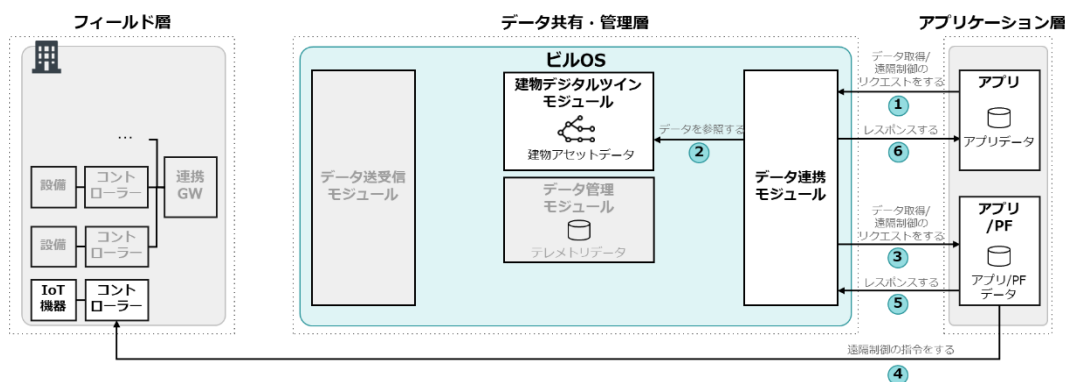 フィールド層
データ共有・管理層
アプリケーション層
ビルOS
…
設備
コント
ローラー
連携
GW
設備
コント
ローラー
IoT
機器
コント
ローラー
データ送受信
モジュール
建物デジタルツイン
モジュール
建物アセットデータ
データ管理
モジュール
テレメトリデータ
データを参照する
2
データ連携
モジュール
データ取得/
遠隔制御の
リクエストをする
1
レスポンスする
6
データ取得/
遠隔制御の
リクエストをする
3
レスポンスする
5
アプリ
アプリデータ
アプリ
/PF
アプリ/PF
データ
遠隔制御の指令をする
4